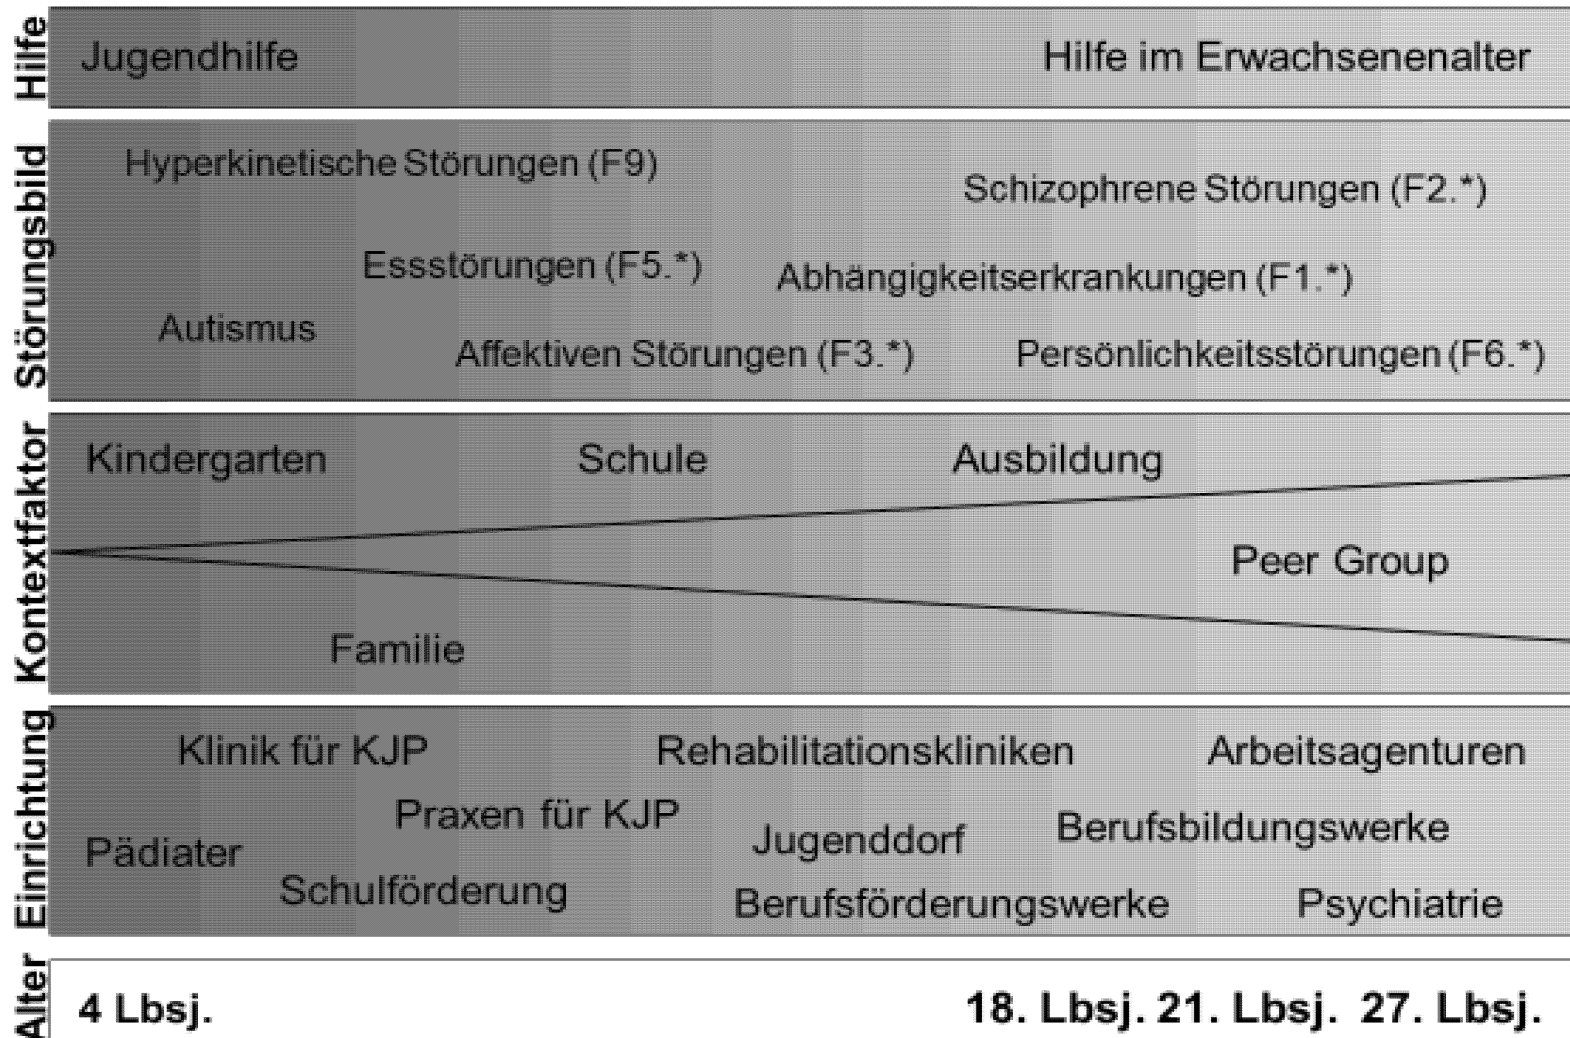 Hilfe
Jugendhilfe
Hilfe im Erwachsenenalter
Störungsbild
Hyperkinetische Störungen (F9)
Schizophrene Störungen (F2.*)
Essstörungen (F5.*)
Abhängigkeitserkrankungen (F1.*)
Autismus
Affektiven Störungen (F3.*)
Persönlichkeitsstörungen (F6.*)
Kontextfaktor
Kindergarten
Schule
Ausbildung
Peer Group
Familie
Einrichtung
Klinik für KJP
Rehabilitationskliniken
Arbeitsagenturen
Praxen für KJP
Jugenddorf
Berufsbildungswerke
Pädiater
Schulförderung
Berufsförderungswerke
Psychiatrie
Alter
4 Lbsj.
18. Lbsj. 21. Lbsj. 27. Lbsj.